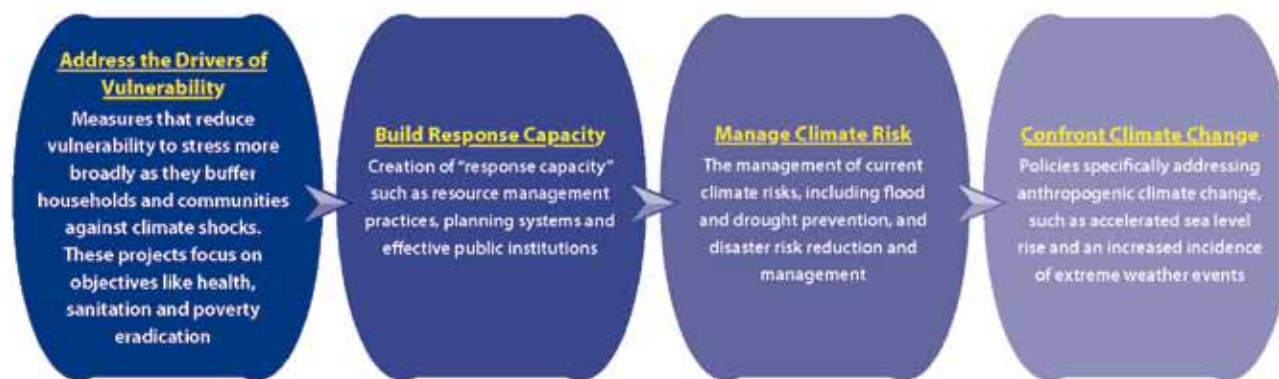 Address the Drivers of
Vulnerability
Measures that reduce
vulnerability to stress more
broadly as they buffer
households and communities
against climate shocks.
These projects focus on
objectives like health,
sanitation and poverty
eradication
Build Response Capacity
Creation of “response capacity”
such as resource management
practices, planning systems and
effective public institutions
Manage Climate Risk
The management of current
climate risks, including flood
and drought prevention, and
disaster risk reduction and
management
Confront Climate Change
Policies specifically addressing
anthropogenic climate change,
such as accelerated sea level
rise and an increased incidence
of extreme weather events